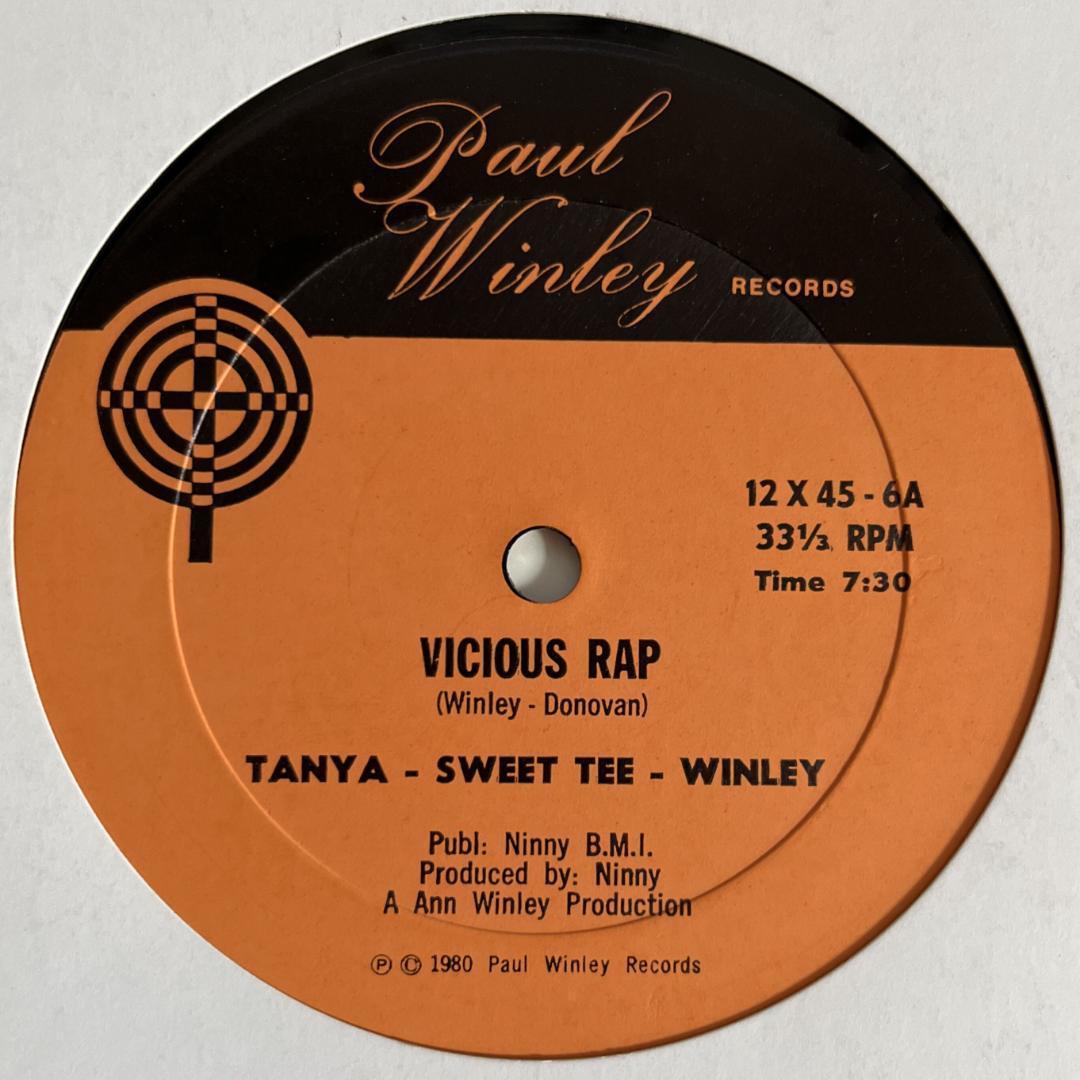 Paul
Winley RECORDS
12 X 45 - 6A
33⅓ RPM
Time 7:30
VICIOUS RAP
(Winley - Donovan)
TANYA - SWEET TEE - WINLEY
Publ: Ninny B.M.I.
Produced by: Ninny
A Ann Winley Production
℗ © 1980 Paul Winley Records